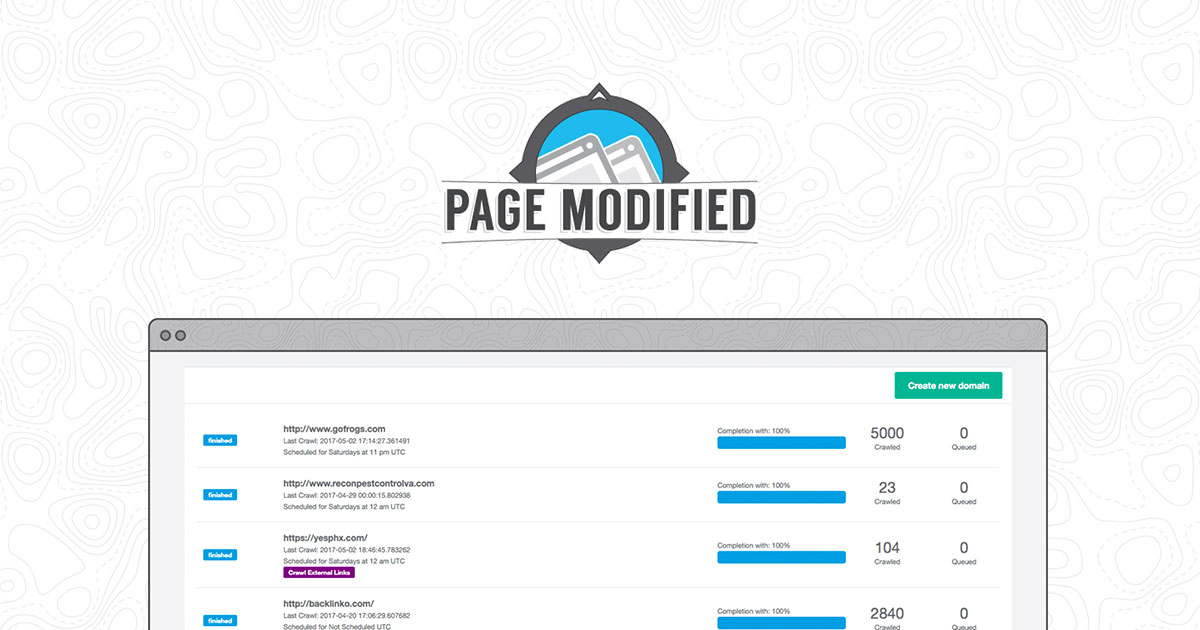 PAGE MODIFIED
Create new domain
finished
http://www.gofrogs.com
Last Crawl: 2017-05-02 17:14:27.361491
Scheduled for Saturdays at 11 pm UTC
Completion with: 100%
5000
Crawled
0
Queued
finished
http://www.reconpestcontrolva.com
Last Crawl: 2017-04-29 00:00:15.802938
Scheduled for Saturdays at 12 am UTC
Completion with: 100%
23
Crawled
0
Queued
finished
https://yesphx.com/
Last Crawl: 2017-05-02 18:46:45.783262
Scheduled for Saturdays at 12 am UTC
Crawl External Links
Completion with: 100%
104
Crawled
0
Queued
finished
http://backlinko.com/
Last Crawl: 2017-04-20 17:06:29.607682
Scheduled for Not Scheduled UTC
Completion with: 100%
2840
Crawled
0
Queued